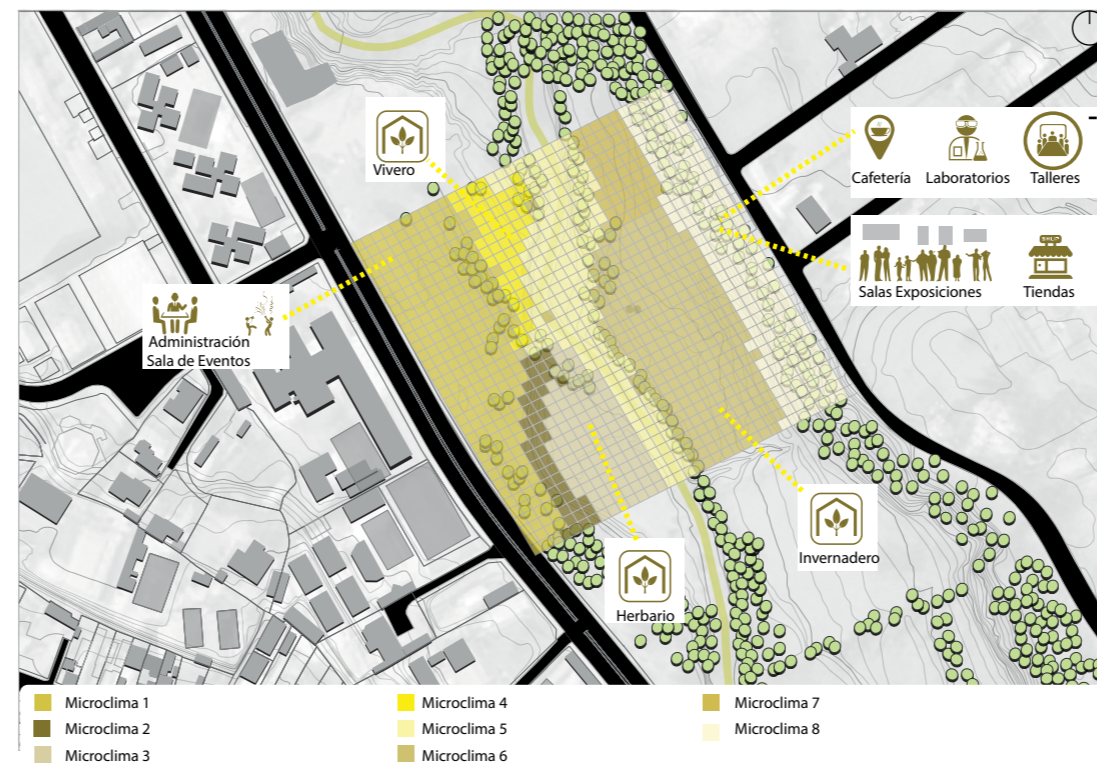 Vivero
Cafetería
Laboratorios
Talleres
SHOP
Salas Exposiciones
Tiendas
Administración
Sala de Eventos
Invernadero
Herbario
Microclima 1
Microclima 2
Microclima 3
Microclima 4
Microclima 5
Microclima 6
Microclima 7
Microclima 8